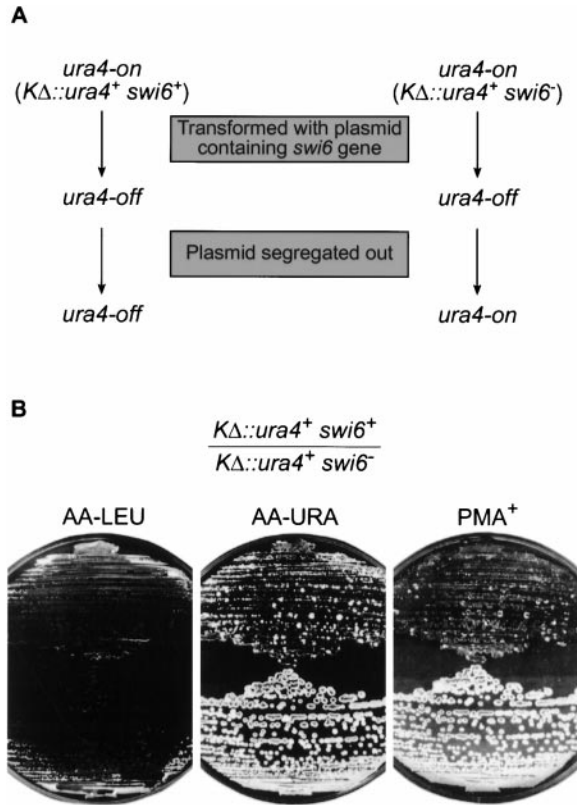 A
ura4-on
(KΔ::ura4⁺ swi6⁺)
ura4-on
(KΔ::ura4⁺ swi6⁻)
Transformed with plasmid
containing swi6 gene
ura4-off
ura4-off
Plasmid segregated out
ura4-off
ura4-on
B
KΔ::ura4⁺ swi6⁺
KΔ::ura4⁺ swi6⁻
AA-LEU
AA-URA
PMA⁺